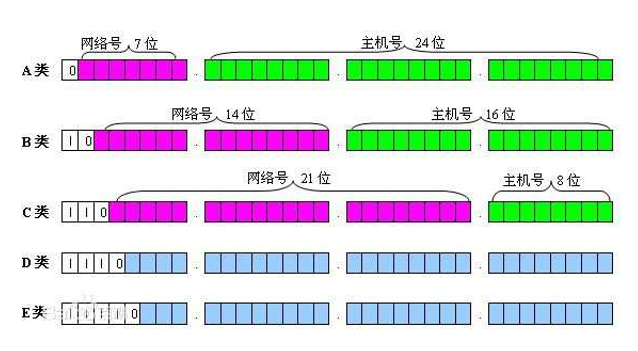 网络号 7 位 主机号 24 位
A 类 0
网络号 14 位 主机号 16 位
B 类 1 0
网络号 21 位 主机号 8 位
C 类 1 1 0
D 类 1 1 1 0
E 类 1 1 1 1 0